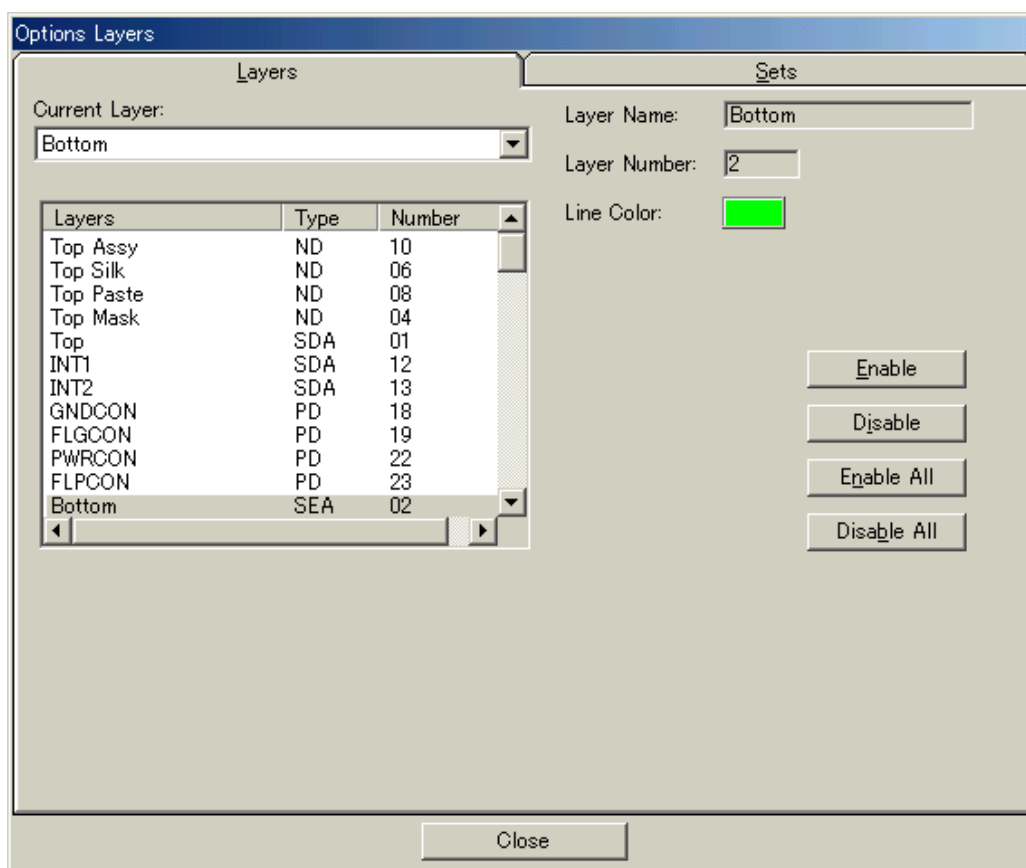 Options Layers
Layers Sets
Current Layer:
Bottom
Layer Name: Bottom
Layer Number: 2
Line Color:
Layers Type Number
Top Assy ND 10
Top Silk ND 06
Top Paste ND 08
Top Mask ND 04
Top SDA 01
INT1 SDA 12
INT2 SDA 13
GNDCON PD 18
FLGCON PD 19
PWRCON PD 22
FLPCON PD 23
Bottom SEA 02
Enable
Disable
Enable All
Disable All
Close